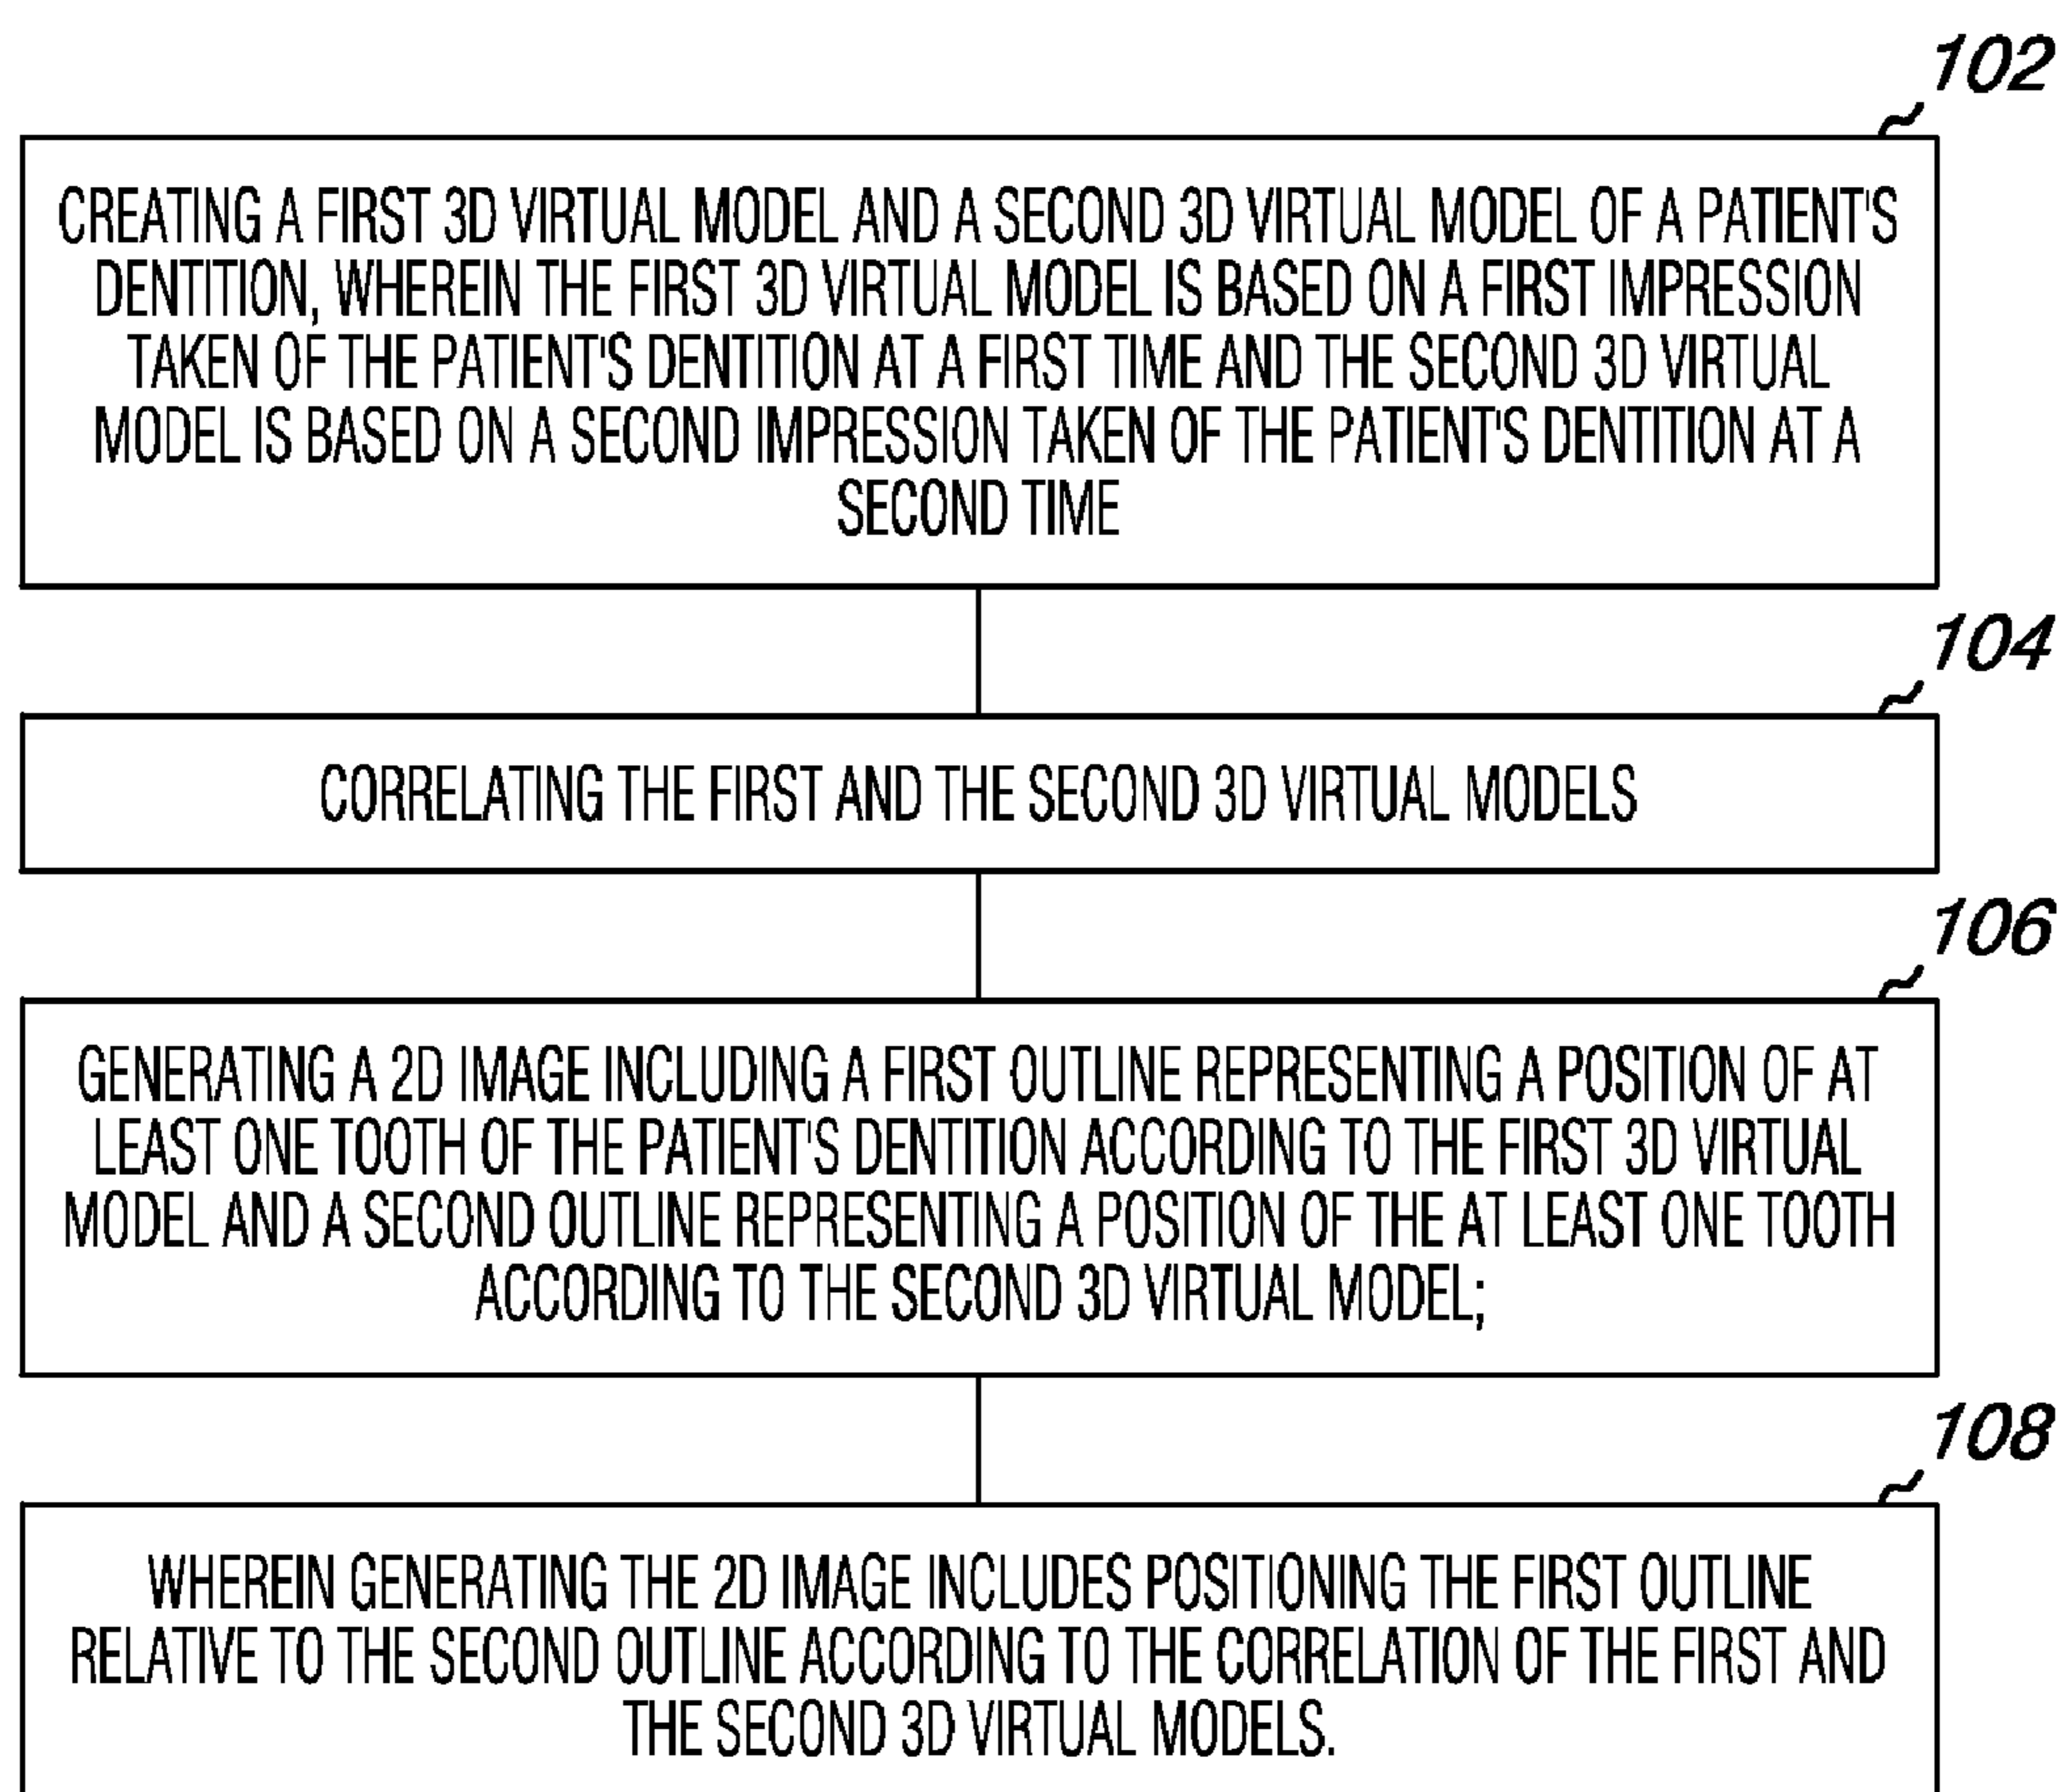 102
CREATING A FIRST 3D VIRTUAL MODEL AND A SECOND 3D VIRTUAL MODEL OF A PATIENT'S
DENTITION, WHEREIN THE FIRST 3D VIRTUAL MODEL IS BASED ON A FIRST IMPRESSION
TAKEN OF THE PATIENT'S DENTITION AT A FIRST TIME AND THE SECOND 3D VIRTUAL
MODEL IS BASED ON A SECOND IMPRESSION TAKEN OF THE PATIENT'S DENTITION AT A
SECOND TIME
104
CORRELATING THE FIRST AND THE SECOND 3D VIRTUAL MODELS
106
GENERATING A 2D IMAGE INCLUDING A FIRST OUTLINE REPRESENTING A POSITION OF AT
LEAST ONE TOOTH OF THE PATIENT'S DENTITION ACCORDING TO THE FIRST 3D VIRTUAL
MODEL AND A SECOND OUTLINE REPRESENTING A POSITION OF THE AT LEAST ONE TOOTH
ACCORDING TO THE SECOND 3D VIRTUAL MODEL;
108
WHEREIN GENERATING THE 2D IMAGE INCLUDES POSITIONING THE FIRST OUTLINE
RELATIVE TO THE SECOND OUTLINE ACCORDING TO THE CORRELATION OF THE FIRST AND
THE SECOND 3D VIRTUAL MODELS.